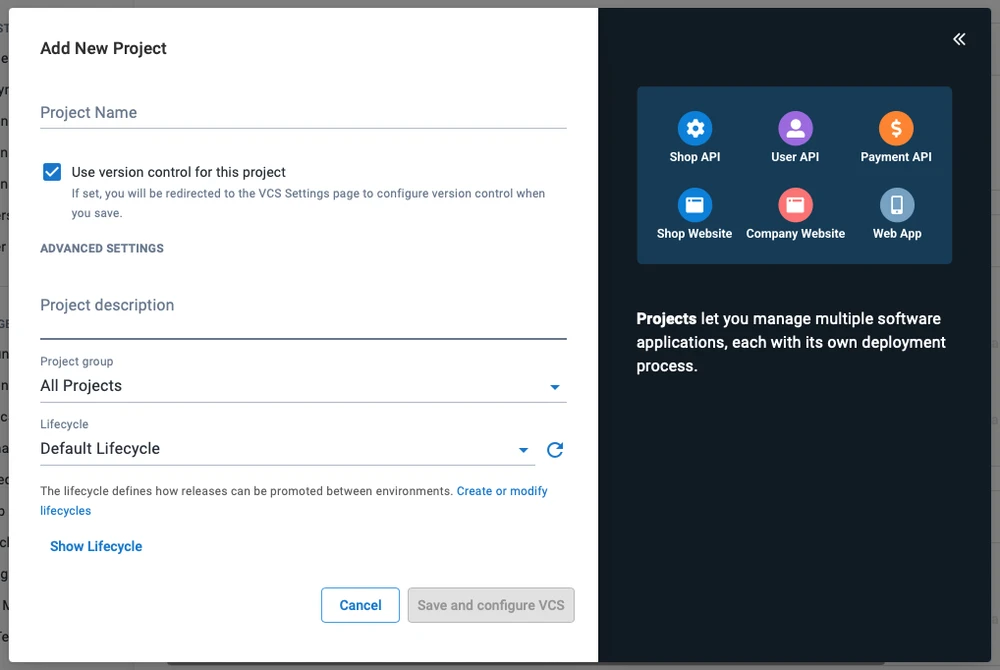 Add New Project
Project Name
Use version control for this project
If set, you will be redirected to the VCS Settings page to configure version control when
you save.
ADVANCED SETTINGS
Project description
Project group
All Projects
Lifecycle
Default Lifecycle
The lifecycle defines how releases can be promoted between environments. Create or modify
lifecycles
Show Lifecycle
Cancel
Save and configure VCS
Shop API
User API
Payment API
Shop Website
Company Website
Web App
Projects let you manage multiple software
applications, each with its own deployment
process.